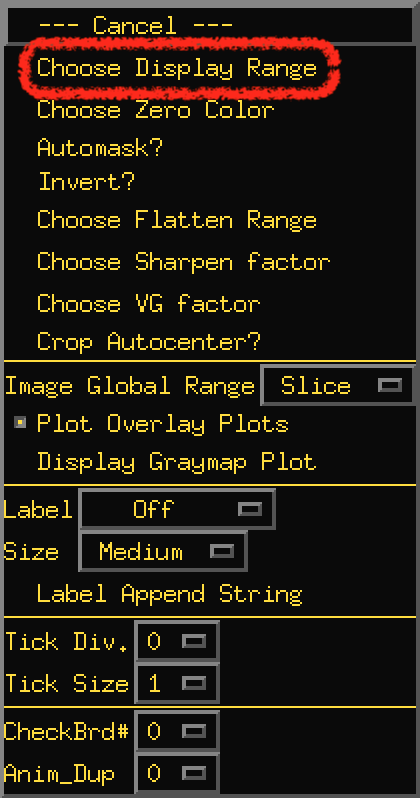 --- Cancel ---
Choose Display Range
Choose Zero Color
Automask?
Invert?
Choose Flatten Range
Choose Sharpen factor
Choose VG factor
Crop Autocenter?
Image Global Range Slice
Plot Overlay Plots
Display Graymap Plot
Label Off
Size Medium
Label Append String
Tick Div. 0
Tick Size 1
CheckBrd# 0
Anim_Dup 0